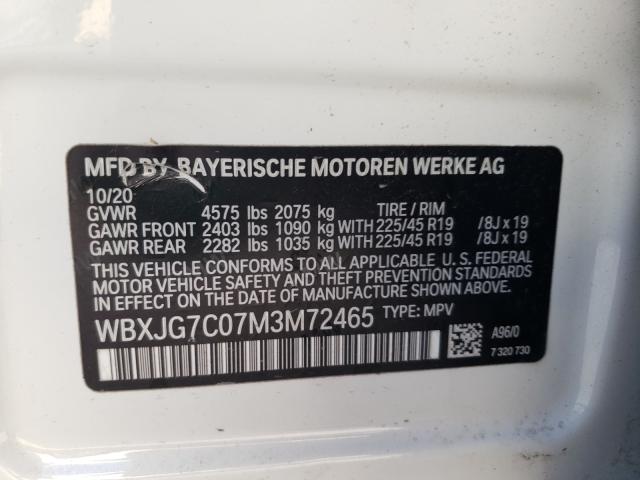 MFD BY BAYERISCHE MOTOREN WERKE AG
10/20
GVWR 4575 lbs 2075 kg TIRE / RIM
GAWR FRONT 2403 lbs 1090 kg WITH 225/45 R19 /8J x 19
GAWR REAR 2282 lbs 1035 kg WITH 225/45 R19 /8J x 19
THIS VEHICLE CONFORMS TO ALL APPLICABLE U. S. FEDERAL
MOTOR VEHICLE SAFETY, BUMPER, AND THEFT PREVENTION
STANDARDS IN EFFECT ON THE DATE OF MANUFACTURE SHOWN ABOVE.
WBXJG7C07M3M72465 TYPE: MPV
A96/0
7 320 730